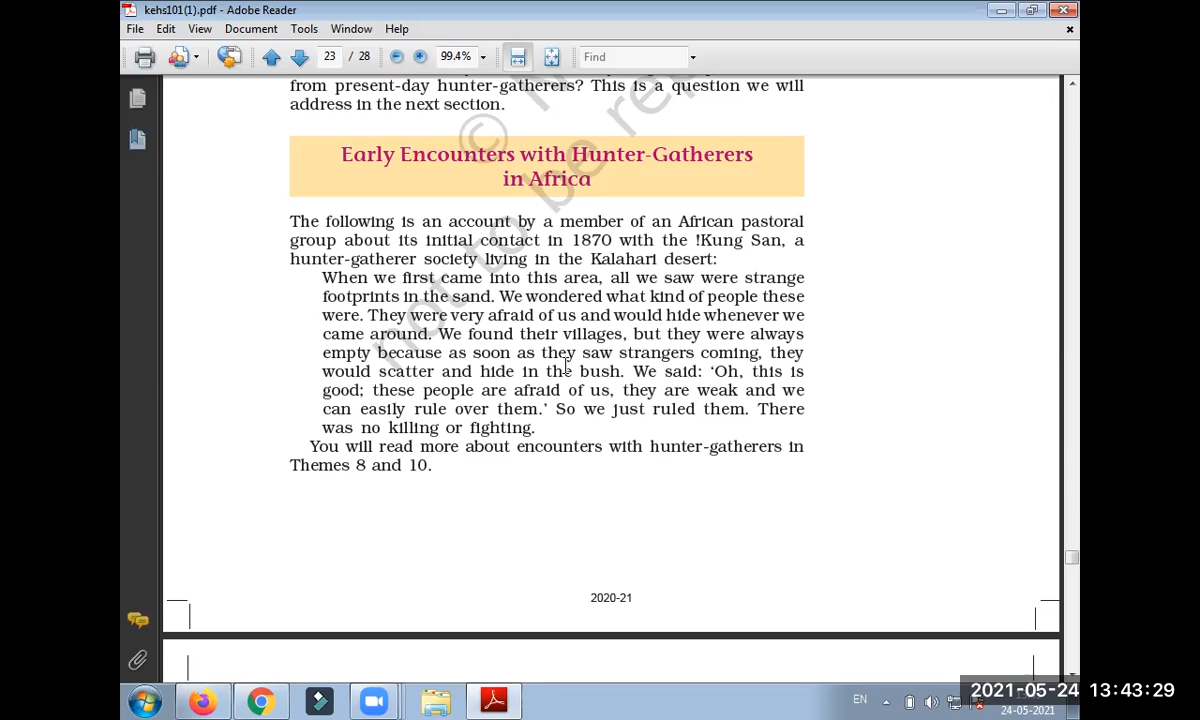 kehs101(1).pdf - Adobe Reader
File Edit View Document Tools Window Help
23 / 28 99.4% Find
from present-day hunter-gatherers? This is a question we will
address in the next section.
Early Encounters with Hunter-Gatherers
in Africa
The following is an account by a member of an African pastoral
group about its initial contact in 1870 with the !Kung San, a
hunter-gatherer society living in the Kalahari desert:
When we first came into this area, all we saw were strange
footprints in the sand. We wondered what kind of people these
were. They were very afraid of us and would hide whenever we
came around. We found their villages, but they were always
empty because as soon as they saw strangers coming, they
would scatter and hide in the bush. We said: ‘Oh, this is
good; these people are afraid of us, they are weak and we
can easily rule over them.’ So we just ruled them. There
was no killing or fighting.
You will read more about encounters with hunter-gatherers in
Themes 8 and 10.
© N
not to be rep
2020-21
EN
2021-05-24 13:43:29
24-05-2021